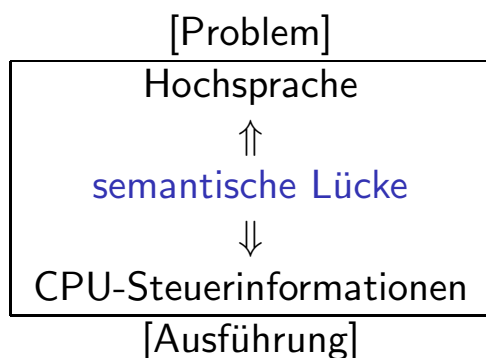 [Problem]
Hochsprache
⇑
semantische Lücke
⇓
CPU-Steuerinformationen
[Ausführung]